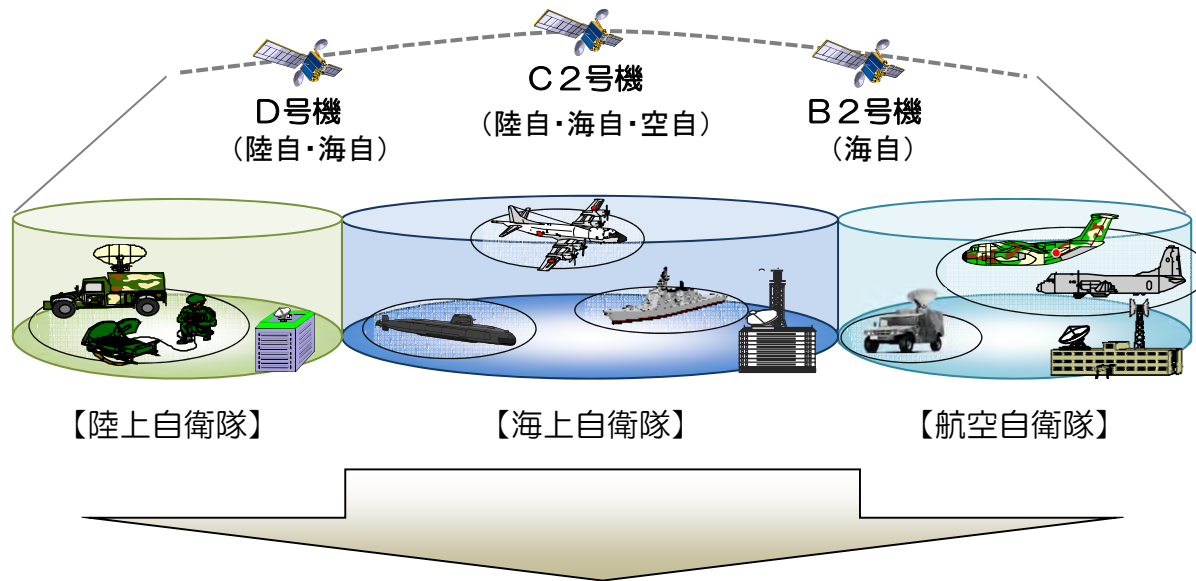 D号機
（陸自・海自）
C２号機
（陸自・海自・空自）
B２号機
（海自）
【陸上自衛隊】
【海上自衛隊】
【航空自衛隊】